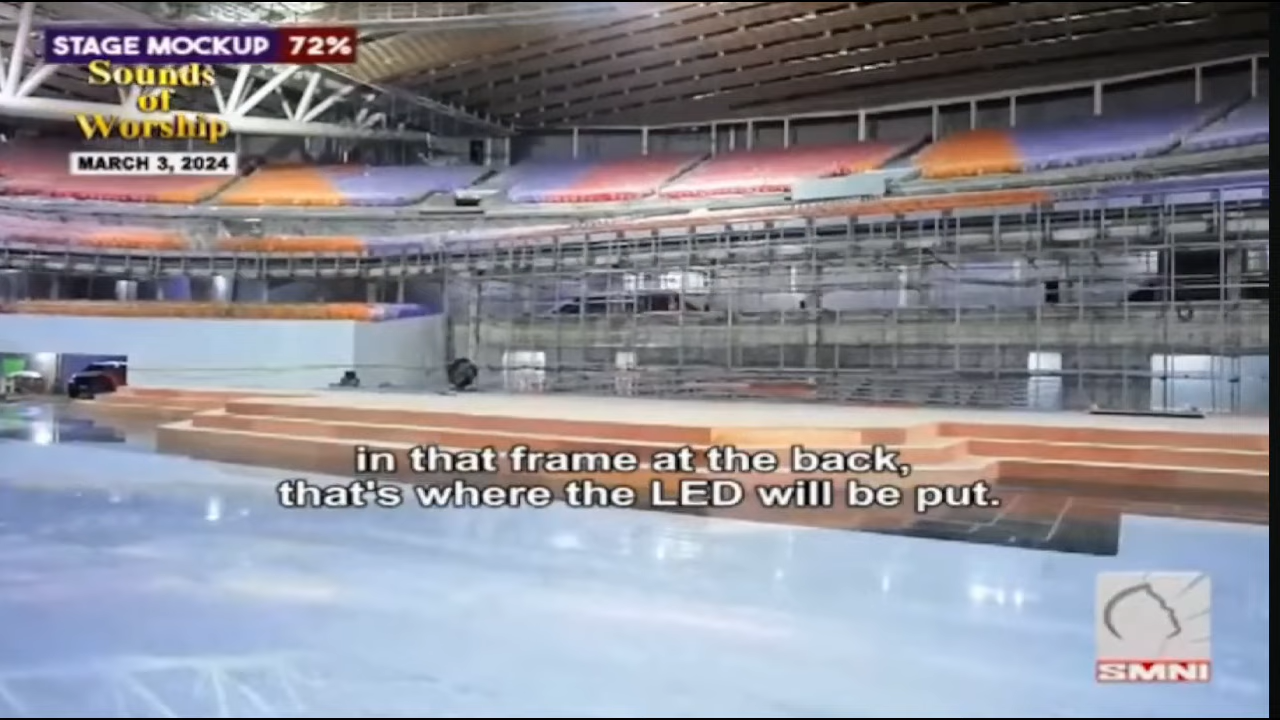 STAGE MOCKUP 72%
Sounds
of
Worship
MARCH 3, 2024
in that frame at the back,
that's where the LED will be put.
SMNI